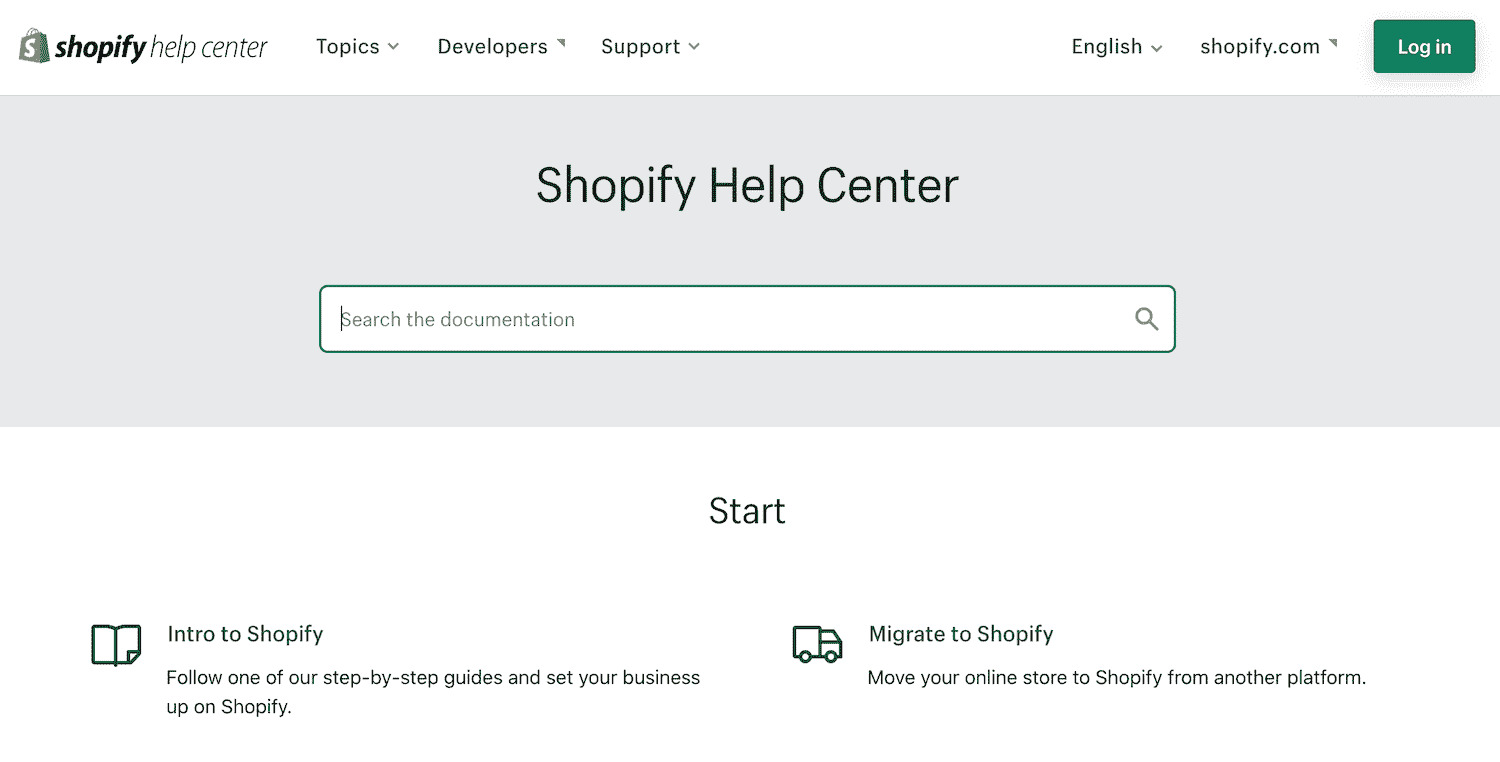 shopify help center Topics Developers Support English shopify.com Log in
Shopify Help Center
Search the documentation
Start
Intro to Shopify
Follow one of our step-by-step guides and set your business
up on Shopify.
Migrate to Shopify
Move your online store to Shopify from another platform.